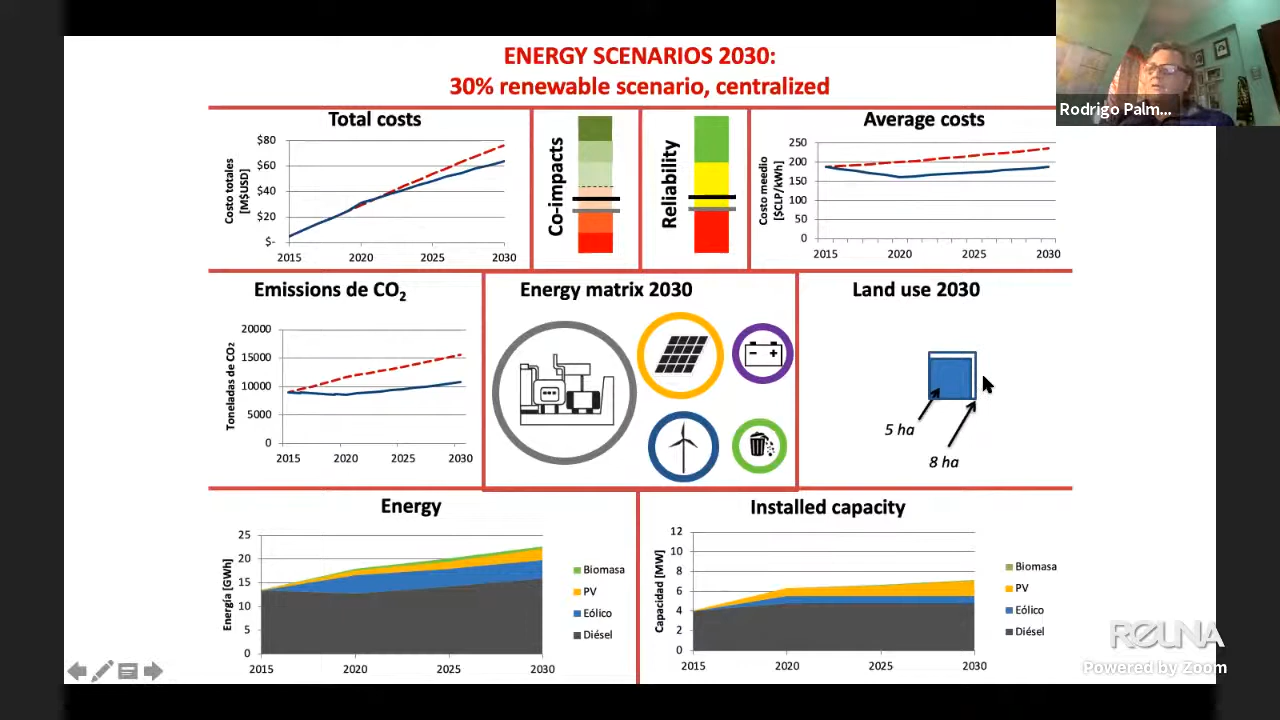 ENERGY SCENARIOS 2030:
30% renewable scenario, centralized
Rodrigo Palm...
Total costs
Costo totales
[M$USD]
$80
$60
$40
$20
$-
2015 2020 2025 2030
Co-impacts
Reliability
Average costs
Costo meedio
[$CLP/kWh]
250
200
150
100
50
0
2015 2020 2025 2030
Emissions de CO2
Toneladas de CO2
20000
15000
10000
5000
0
2015 2020 2025 2030
Energy matrix 2030
Land use 2030
5 ha
8 ha
Energy
Energía [GWh]
25
20
15
10
5
0
2015 2020 2025 2030
Biomasa
PV
Eólico
Diésel
Installed capacity
Capacidad [MW]
12
10
8
6
4
2
0
2015 2020 2025 2030
Biomasa
PV
Eólico
Diésel
REUNA
Powered by Zoom